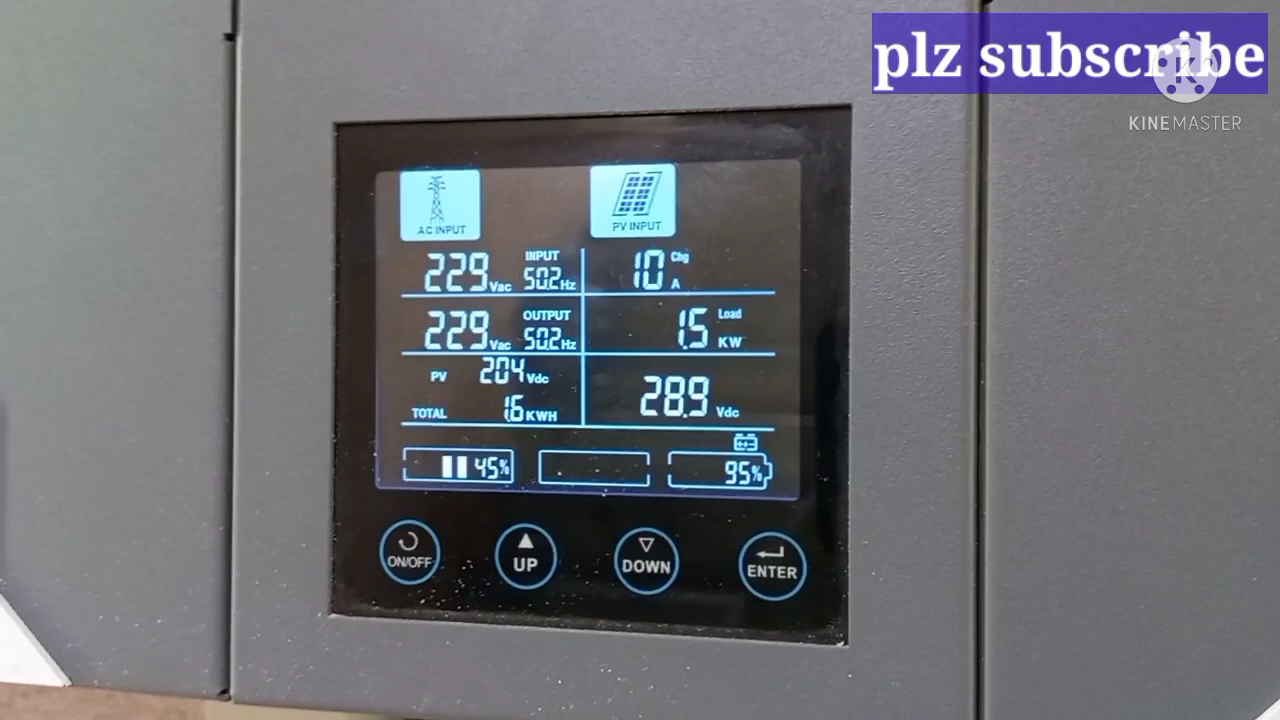 plz subscribe
K
KINEMASTER
AC INPUT
PV INPUT
229 Vac INPUT 50.2 Hz
10 Chg A
229 Vac OUTPUT 50.2 Hz
1.5 Load KW
PV 204 Vdc
TOTAL 1.6 KWH
28.9 Vdc
45%
95%
ON/OFF
UP
DOWN
ENTER